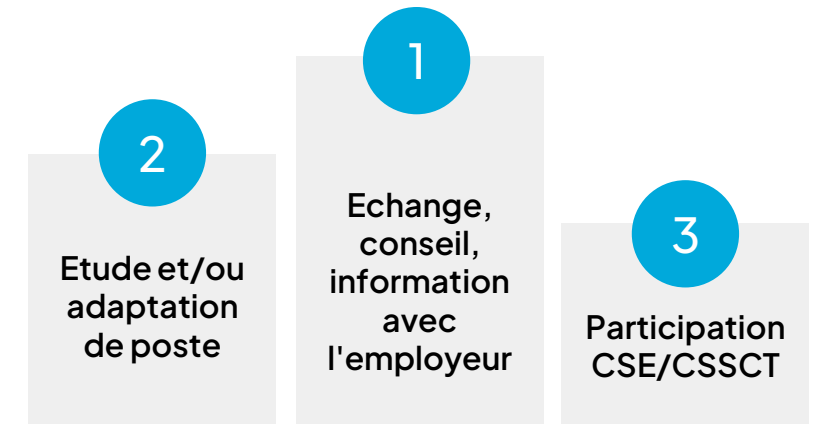 2
Etude et/ou
adaptation
de poste
1
Echange,
conseil,
information
avec
l'employeur
3
Participation
CSE/CSSCT